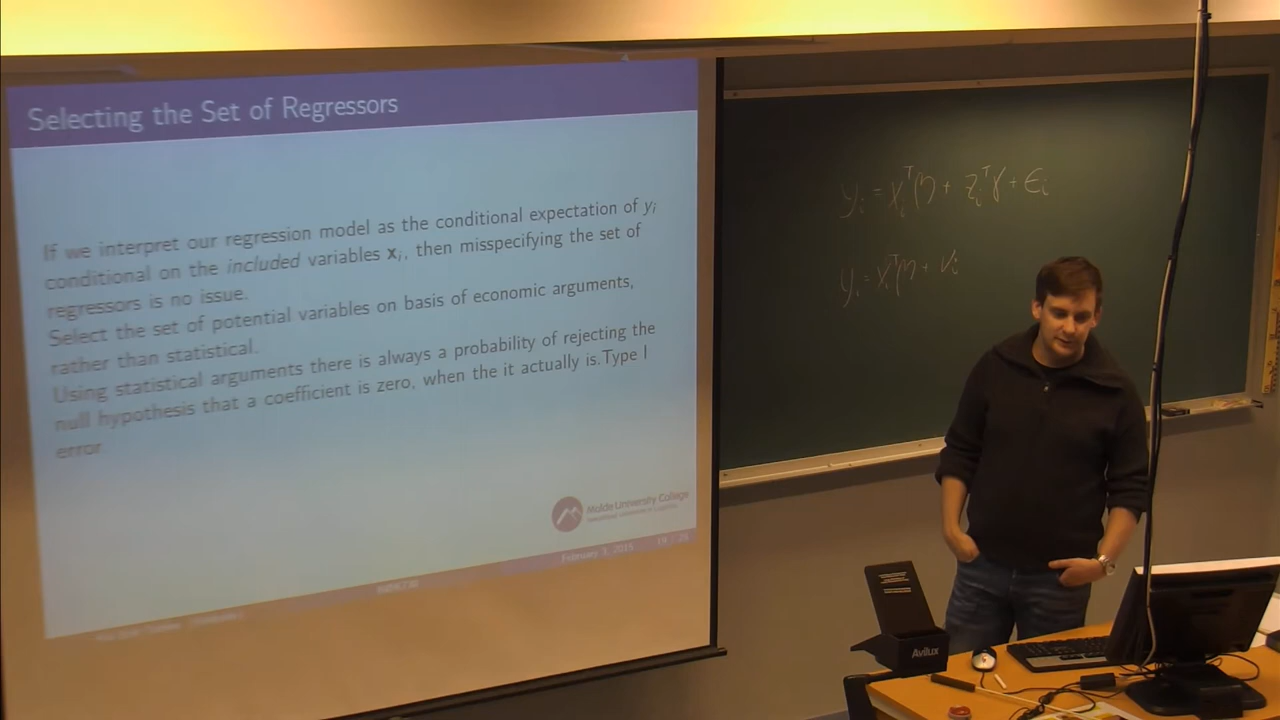 Selecting the Set of Regressors
If we interpret our regression model as the conditional expectation of yᵢ
conditional on the included variables xᵢ, then misspecifying the set of
regressors is no issue.
Select the set of potential variables on basis of economic arguments,
rather than statistical.
Using statistical arguments there is always a probability of rejecting the
null hypothesis that a coefficient is zero, when the it actually is.Type I
error
Molde University College
February 3, 2015
yᵢ = xᵢᵀβ + zᵢᵀγ + ϵᵢ
yᵢ = xᵢᵀβ + vᵢ
Avilux